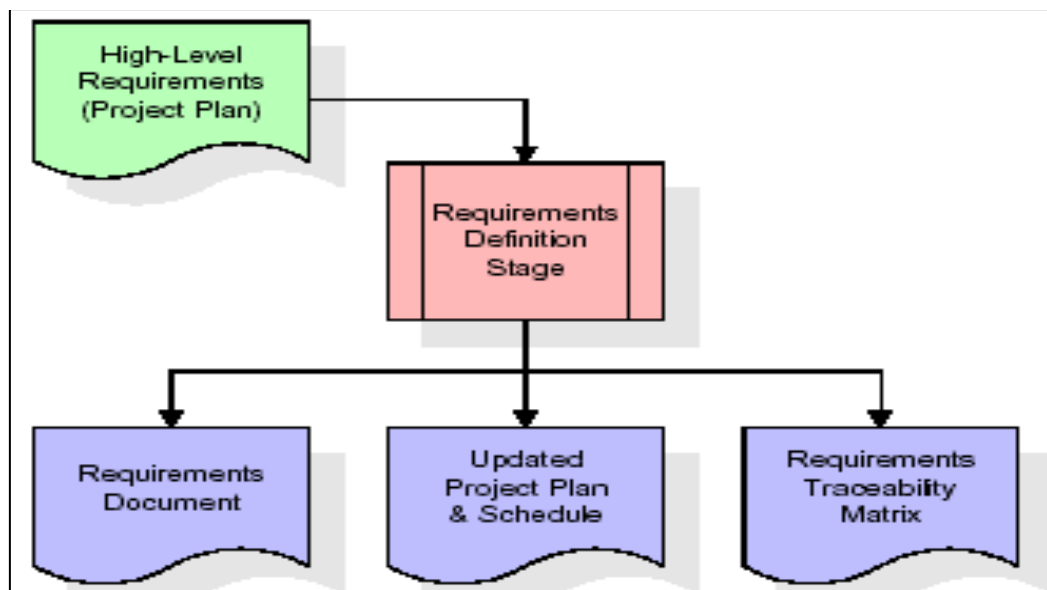 High-Level
Requirements
(Project Plan)
Requirements
Definition
Stage
Requirements
Document
Updated
Project Plan
& Schedule
Requirements
Traceability
Matrix